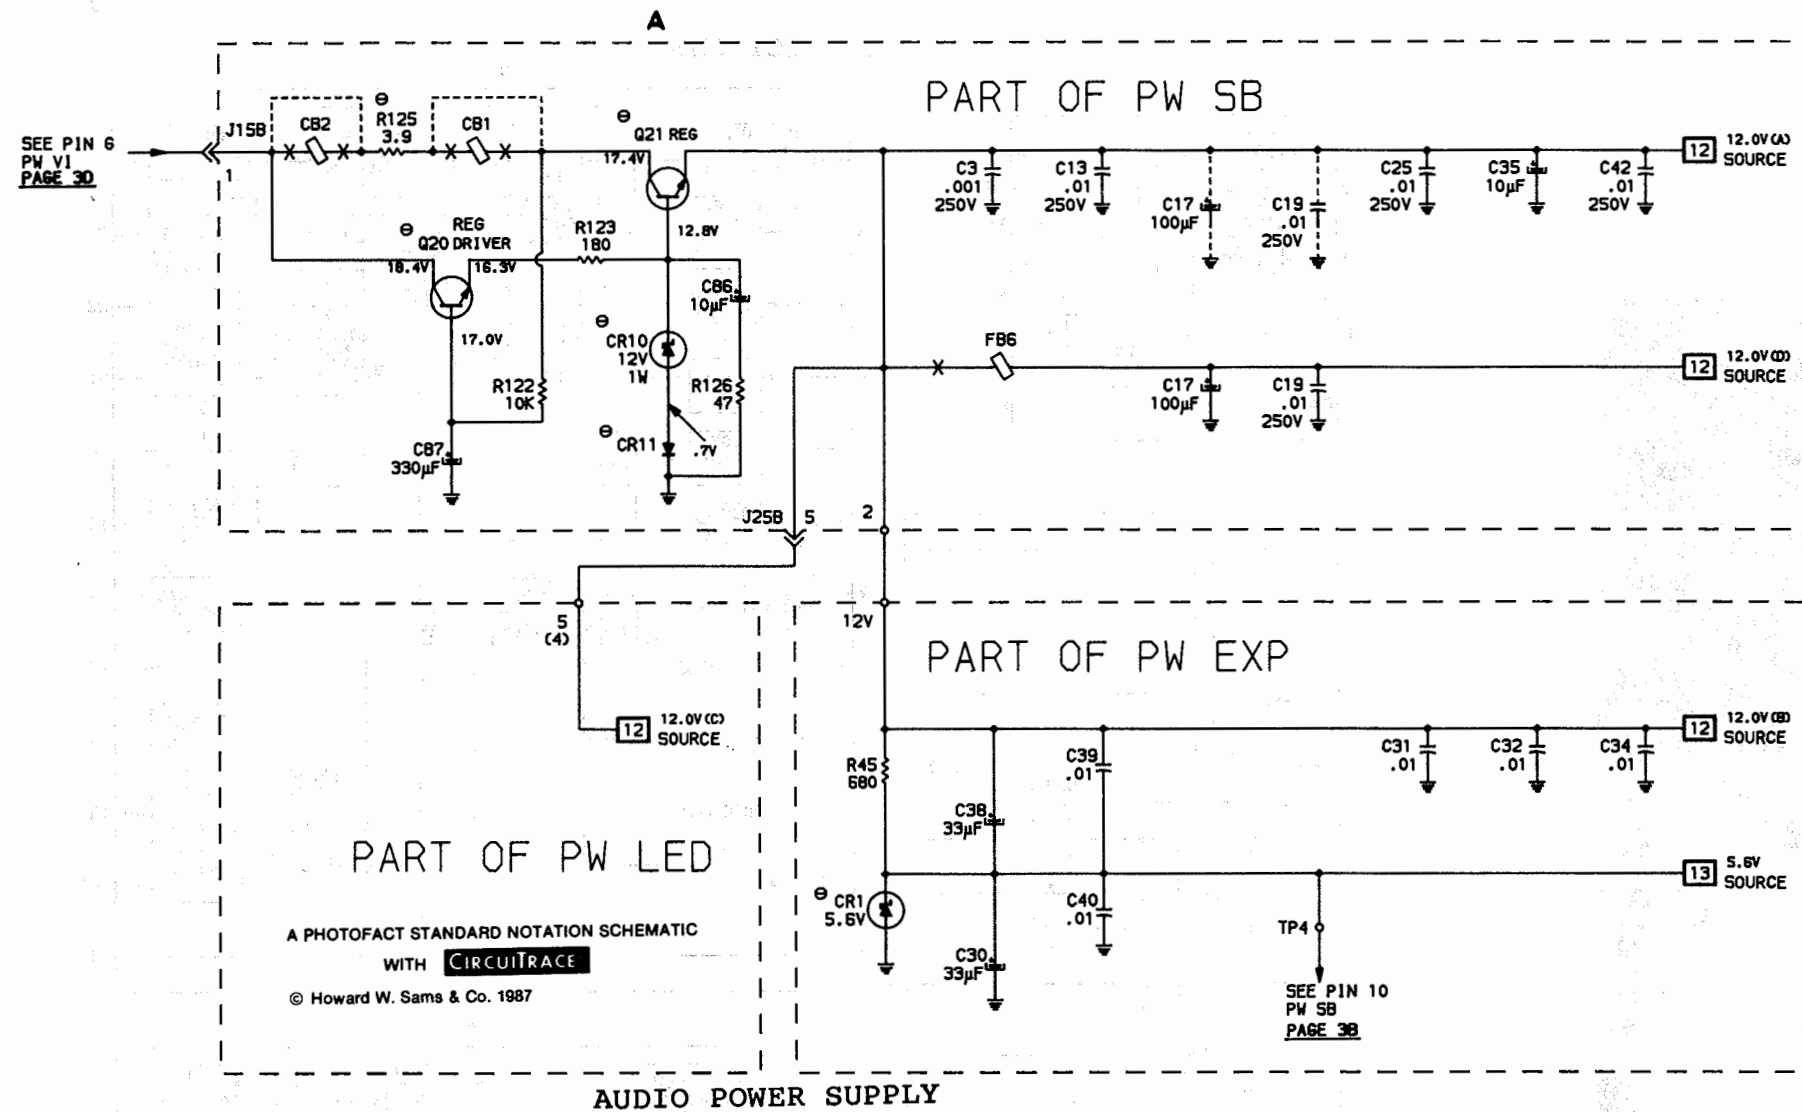 A
PART OF PW SB
SEE PIN 6
PW V1
PAGE 3D
J15B
1
CB2
⊖
R125
3.9
CB1
⊖
Q21 REG
17.4V
12.8V
REG
⊖
Q20 DRIVER
18.4V
16.3V
17.0V
R123
180
R122
10K
C87
330µF
C86
10µF
⊖
CR10
12V
1W
R126
47
⊖
CR11
.7V
C3
.001
250V
C13
.01
250V
C17
100µF
C19
.01
250V
C25
.01
250V
C35
10µF
C42
.01
250V
12
12.0V(A)
SOURCE
FB6
C17
100µF
C19
.01
250V
12
12.0V(D)
SOURCE
J25B
5
2
5
(4)
12
12.0V(C)
SOURCE
PART OF PW LED
A PHOTOFACT STANDARD NOTATION SCHEMATIC
WITH CIRCUITRACE
© Howard W. Sams & Co. 1987
12V
PART OF PW EXP
R45
680
C38
33µF
C39
.01
C31
.01
C32
.01
C34
.01
12
12.0V(B)
SOURCE
⊖
CR1
5.6V
C30
33µF
C40
.01
13
5.6V
SOURCE
TP4
SEE PIN 10
PW SB
PAGE 3B
AUDIO POWER SUPPLY